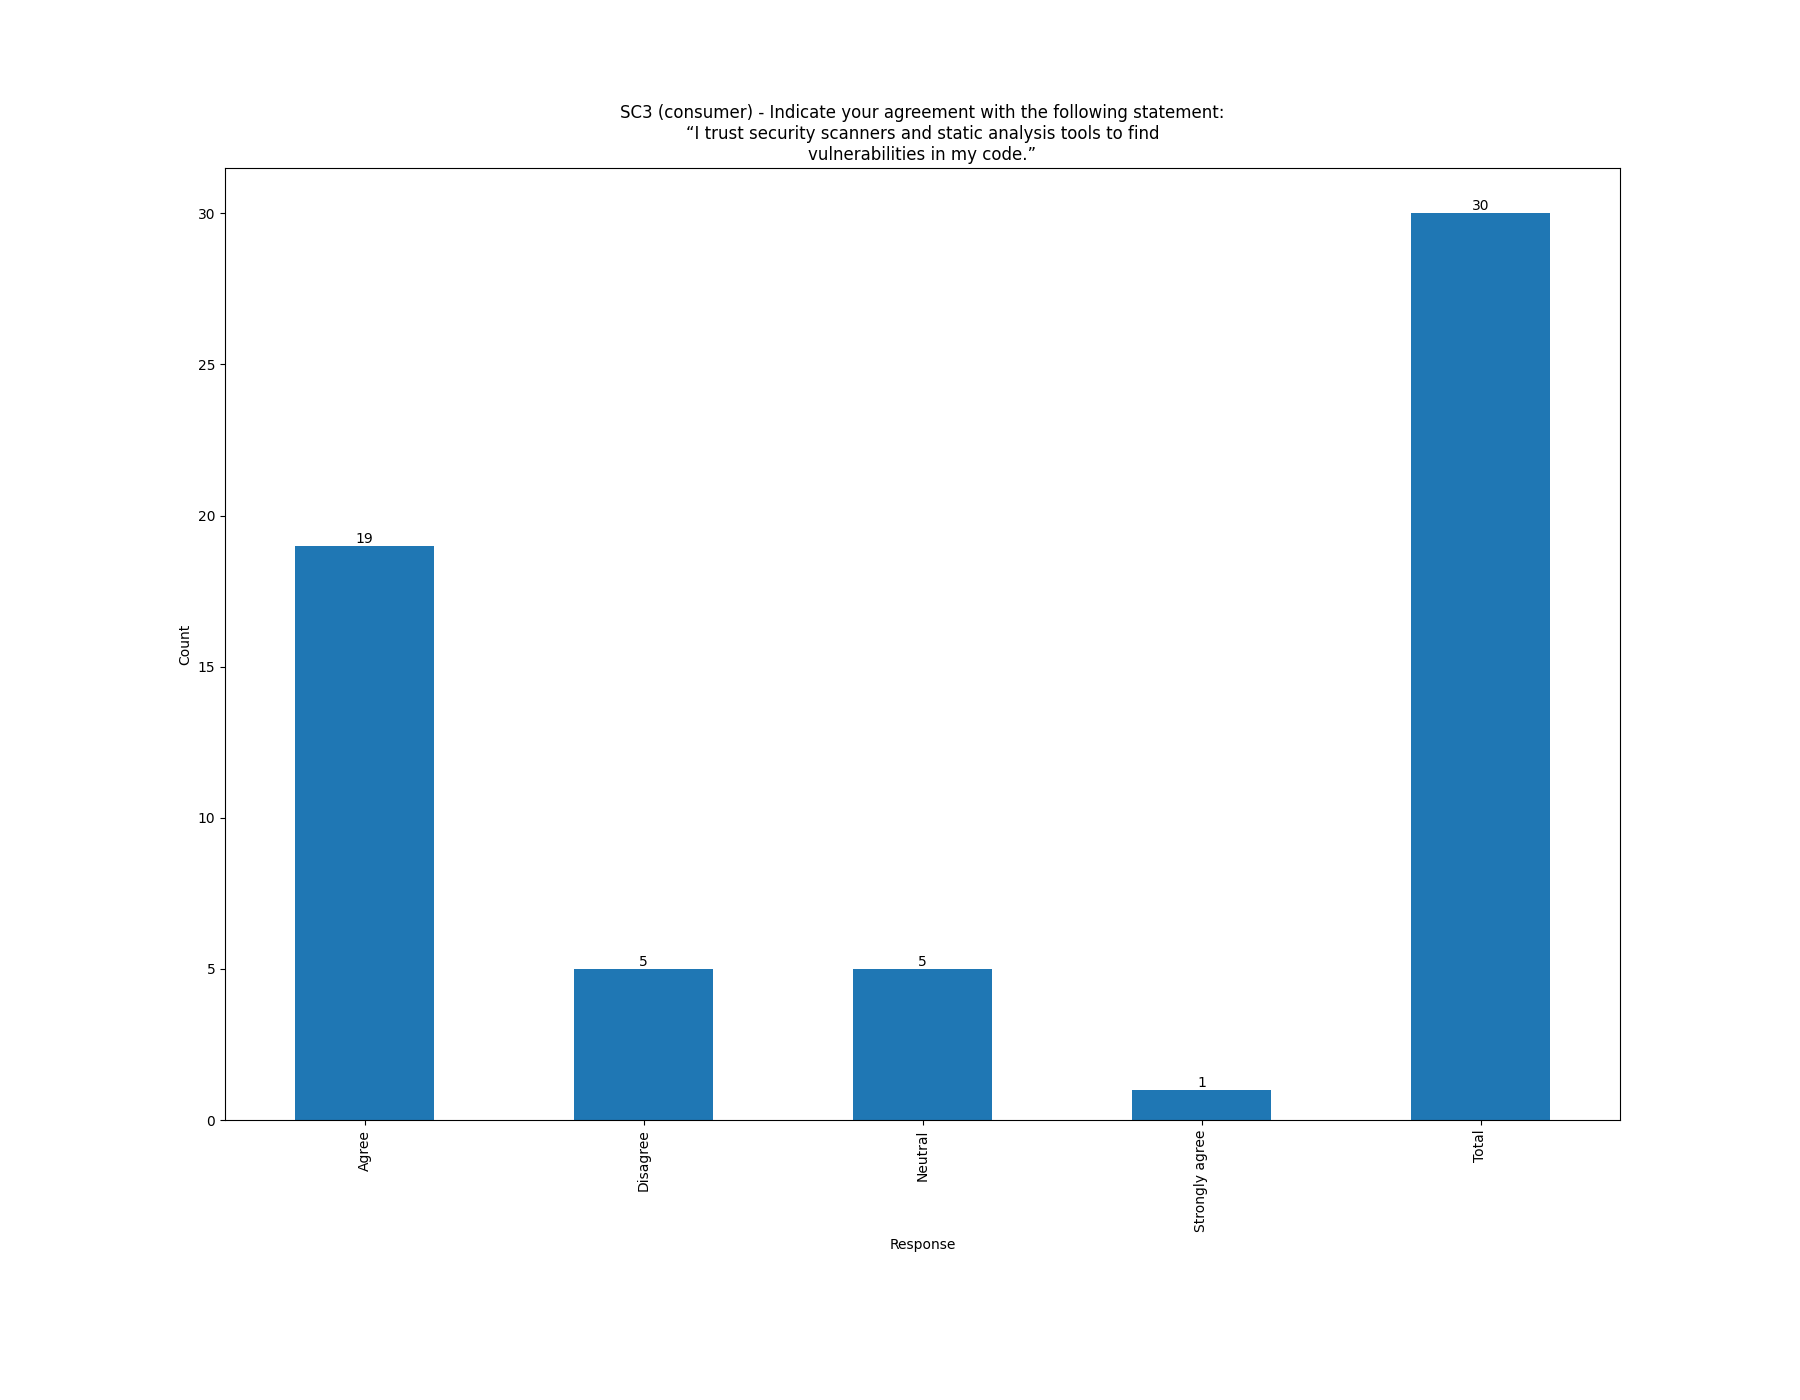 SC3 (consumer) - Indicate your agreement with the following statement:
“I trust security scanners and static analysis tools to find
vulnerabilities in my code.”
30
25
20
15
10
5
0
Count
19
5
5
1
30
Agree
Disagree
Neutral
Strongly agree
Total
Response